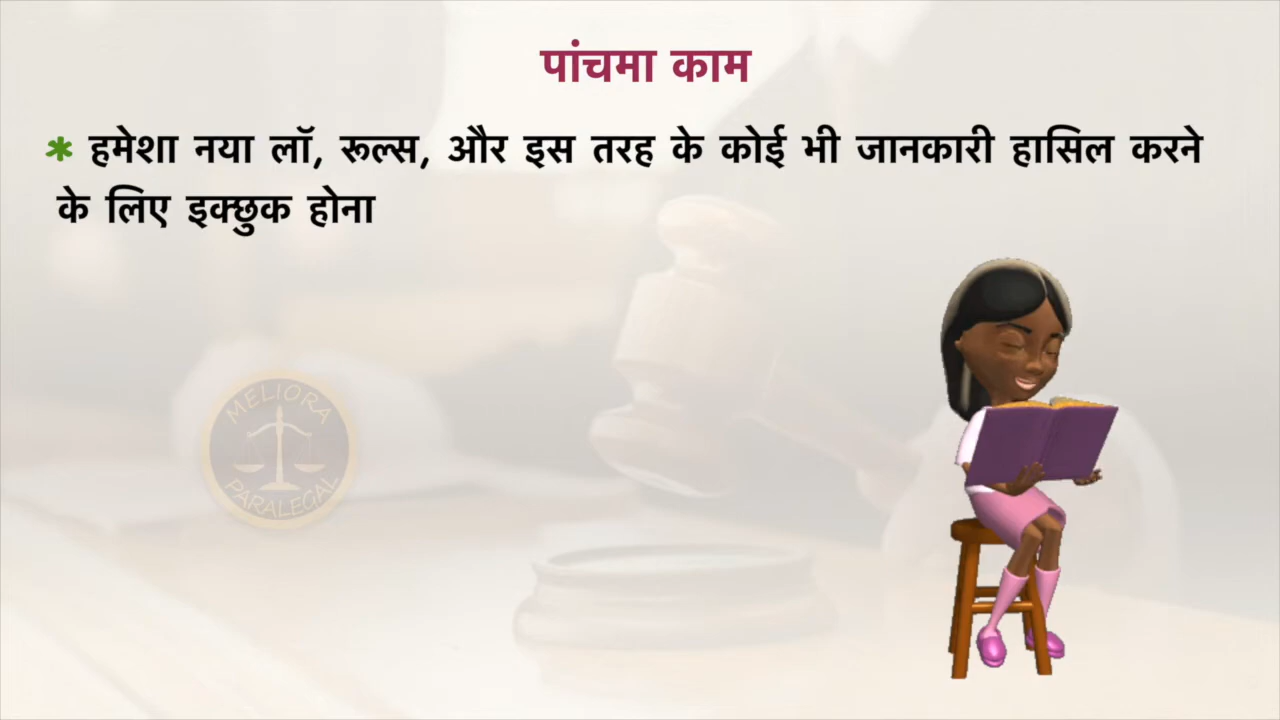 पांचमा काम
* हमेशा नया लॉ, रूल्स, और इस तरह के कोई भी जानकारी हासिल करने
के लिए इक्छुक होना
MELIORA
PARALEGAL